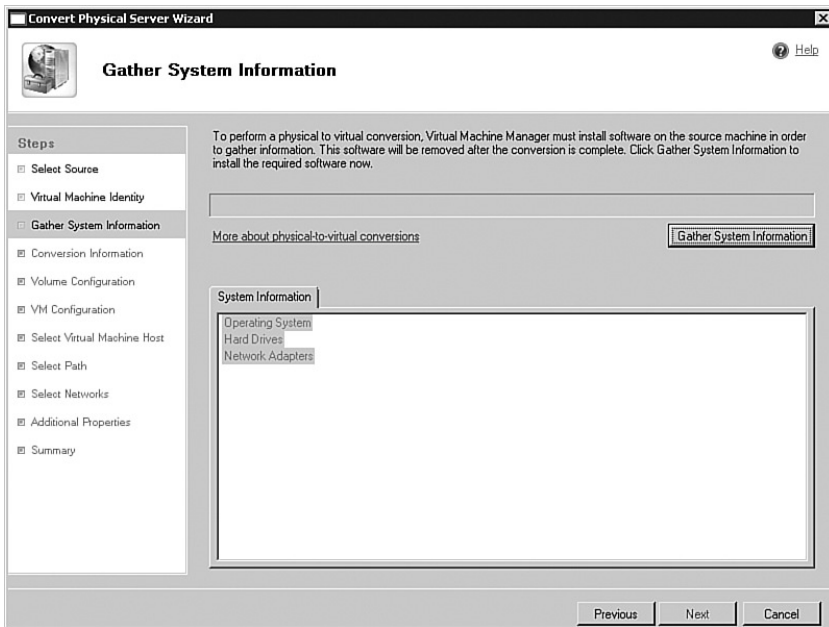 Convert Physical Server Wizard
Help
Gather System Information
Steps
Select Source
Virtual Machine Identity
Gather System Information
Conversion Information
Volume Configuration
VM Configuration
Select Virtual Machine Host
Select Path
Select Networks
Additional Properties
Summary
To perform a physical to virtual conversion, Virtual Machine Manager must install software on the source machine in order
to gather information. This software will be removed after the conversion is complete. Click Gather System Information to
install the required software now.
More about physical-to-virtual conversions
Gather System Information
System Information
Operating System
Hard Drives
Network Adapters
Previous
Next
Cancel